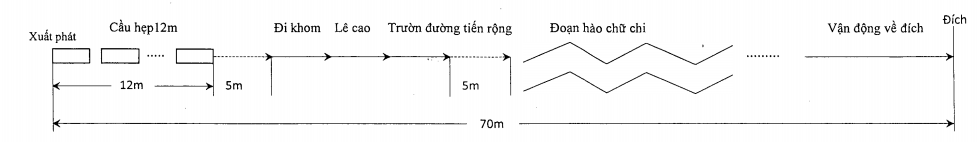 Đích
Cầu hẹp12m
Đi khom
Lê cao
Trườn đường tiến rộng
Đoạn hào chữ chi
Vận động về đích
Xuất phát
12m
5m
5m
70m